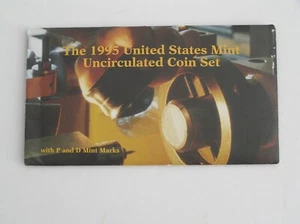 The 1995 United States Mint
Uncirculated Coin Set
with P and D Mint Marks